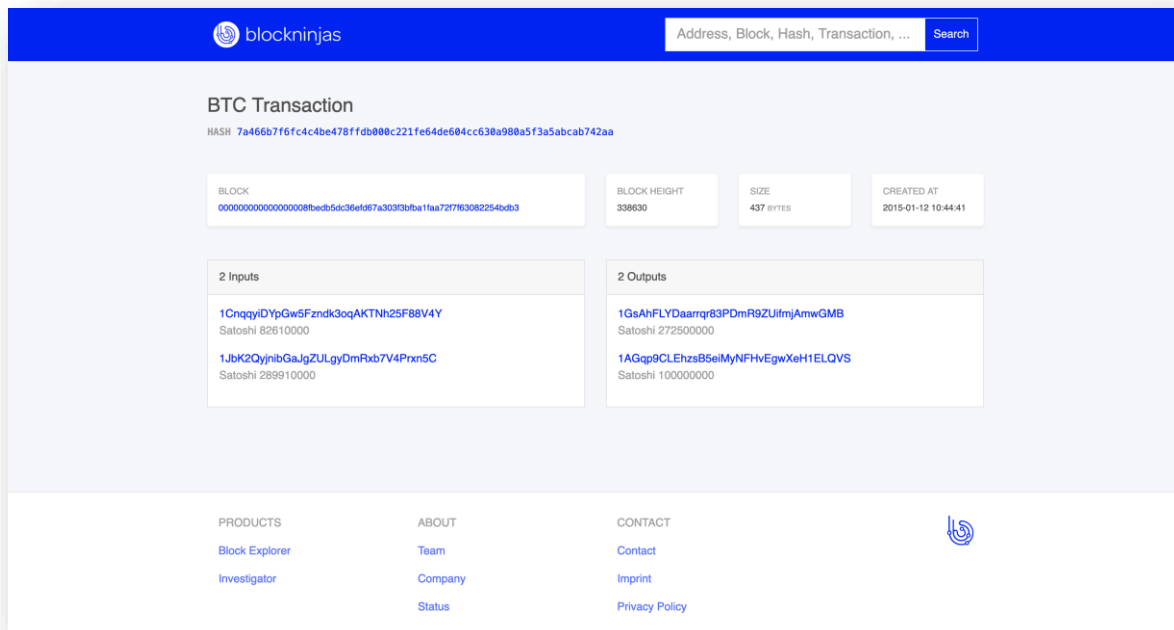 blockninjas
Address, Block, Hash, Transaction, ... Search
BTC Transaction
HASH 7a466b7f6fc4c4be478ffdb000c221fe64de604cc630a980a5f3a5abcab742aa
BLOCK BLOCK HEIGHT SIZE CREATED AT
000000000000000008fbedb5dc36efd67a303f3bfba1faa72f7f63082254bdb3 338630 437 BYTES 2015-01-12 10:44:41
2 Inputs
1CnqqyiDYpGw5Fzndk3oqAKTNh25F88V4Y
Satoshi 82610000
1JbK2QyjnibGaJgZULgyDmRxb7V4Prxn5C
Satoshi 289910000
2 Outputs
1GsAhFLYDaarrqr83PDmR9ZUifmjAmwGMB
Satoshi 272500000
1AGqp9CLEhzsB5eiMyNFHvEgwXeH1ELQVS
Satoshi 100000000
PRODUCTS
Block Explorer
Investigator
ABOUT
Team
Company
Status
CONTACT
Contact
Imprint
Privacy Policy